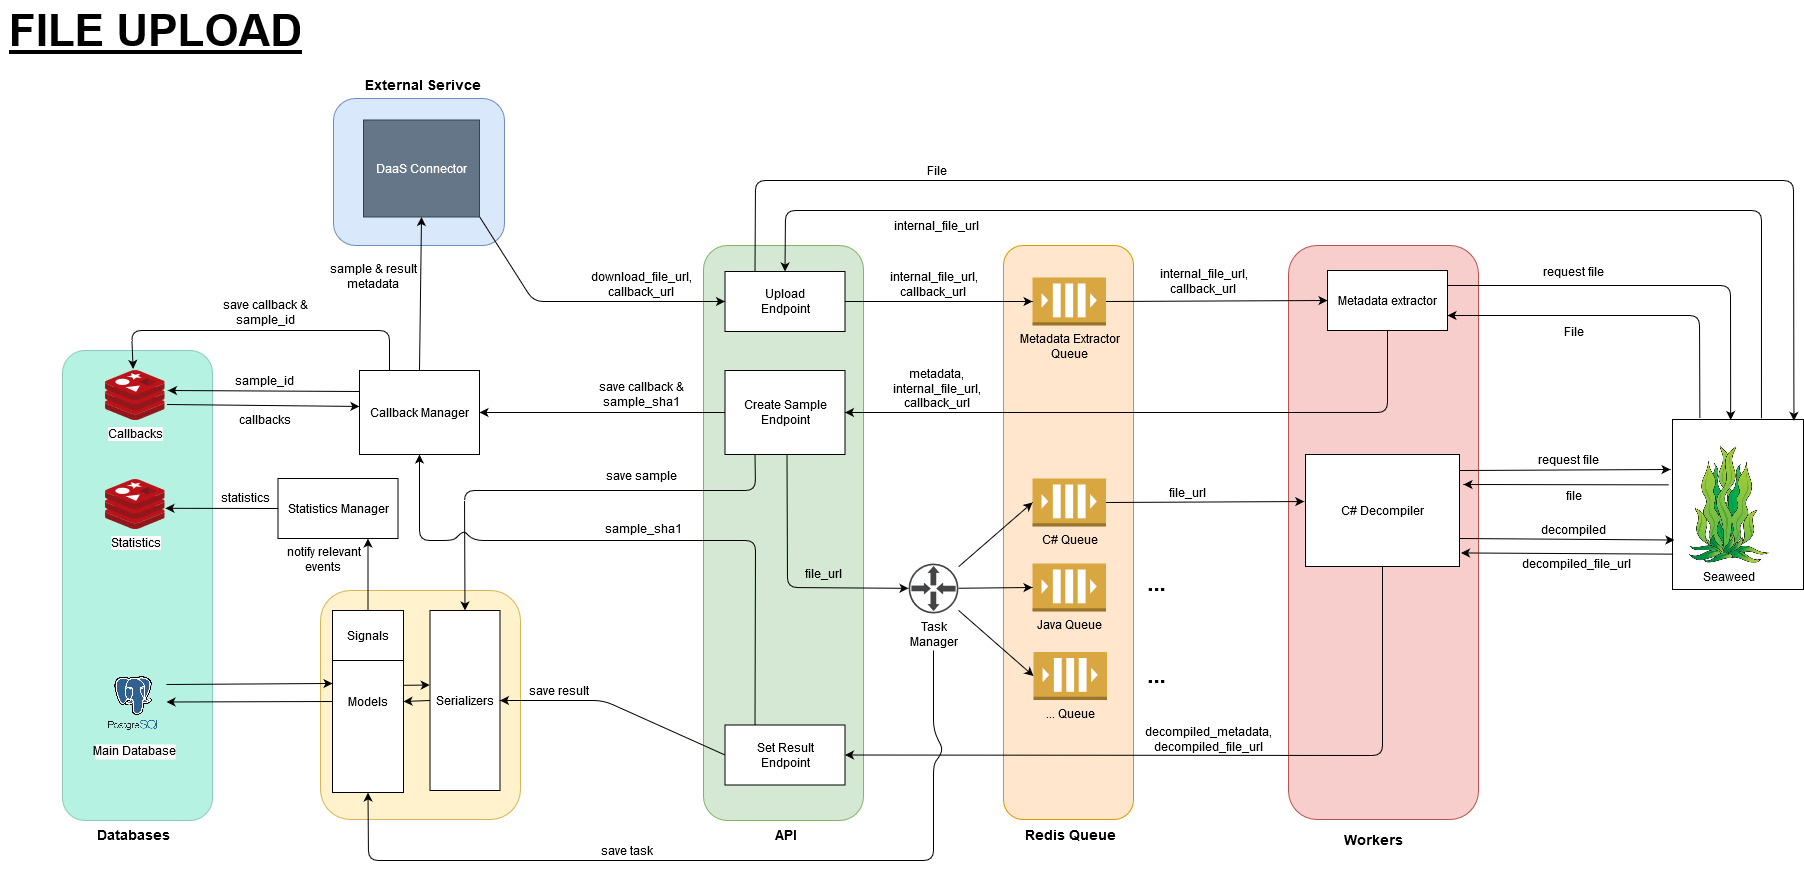 FILE UPLOAD
External Serivce
DaaS Connector
File
internal_file_url
sample & result
metadata
download_file_url,
callback_url
Upload
Endpoint
internal_file_url,
callback_url
Metadata Extractor
Queue
internal_file_url,
callback_url
Metadata extractor
request file
File
save callback &
sample_id
sample_id
callbacks
Callbacks
Callback Manager
save callback &
sample_sha1
Create Sample
Endpoint
metadata,
internal_file_url,
callback_url
save sample
statistics
Statistics
Statistics Manager
notify relevant
events
sample_sha1
file_url
Task
Manager
C# Queue
file_url
C# Decompiler
request file
file
decompiled
decompiled_file_url
Seaweed
Java Queue
...
... Queue
...
Signals
Models
Serializers
save result
PostgreSQL
Main Database
Set Result
Endpoint
decompiled_metadata,
decompiled_file_url
save task
Databases
API
Redis Queue
Workers